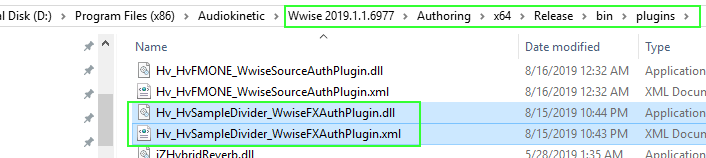 al Disk (D:) › Program Files (x86) › Audiokinetic › Wwise 2019.1.1.6977 › Authoring › x64 › Release › bin › plugins ›
Name Date modified Type
Hv_HvFMONE_WwiseSourceAuthPlugin.dll 8/16/2019 12:32 AM Application
Hv_HvFMONE_WwiseSourceAuthPlugin.xml 8/16/2019 12:32 AM XML Docum
Hv_HvSampleDivider_WwiseFXAuthPlugin.dll 8/15/2019 10:44 PM Application
Hv_HvSampleDivider_WwiseFXAuthPlugin.xml 8/15/2019 10:43 PM XML Docum
iZHybridReverb.dll 5/28/2019 1:35 AM Application